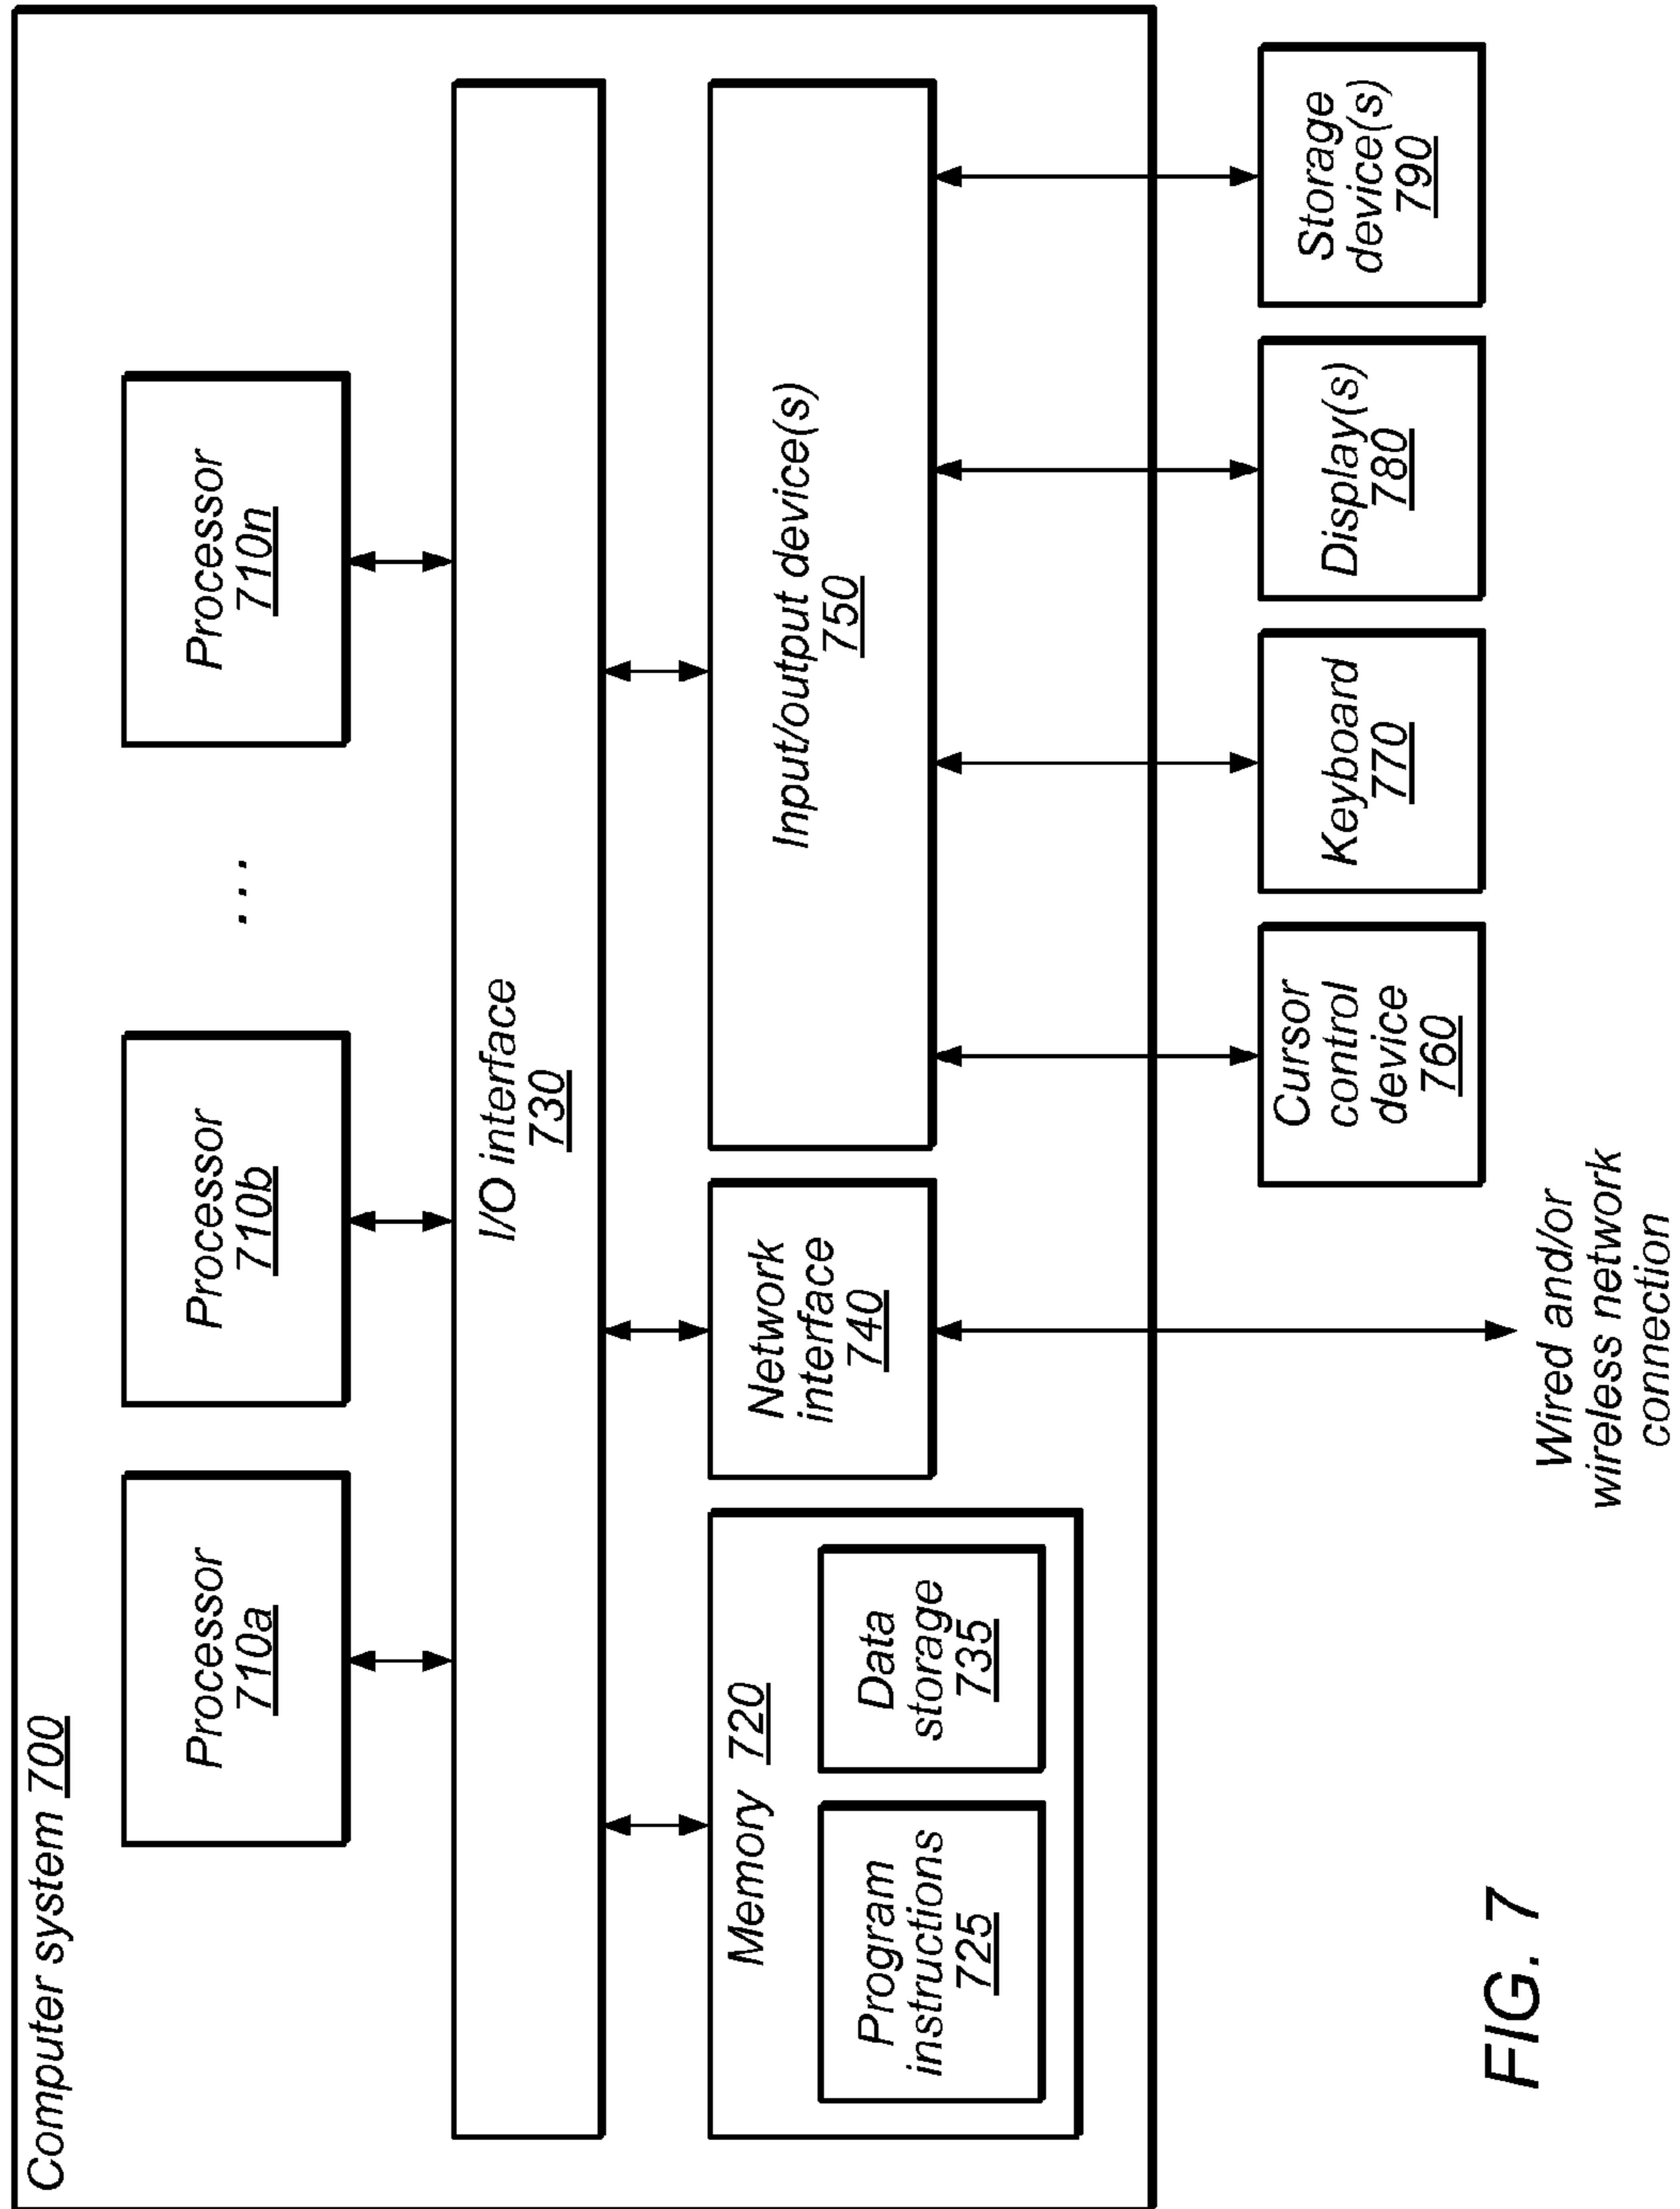 Computer system 700
Processor
710a
Processor
710b
...
Processor
710n
I/O interface
730
Memory 720
Program
instructions
725
Data
storage
735
Network
interface
740
Input/output device(s)
750
Wired and/or
wireless network
connection
Cursor
control
device
760
Keyboard
770
Display(s)
780
Storage
device(s)
790
FIG. 7